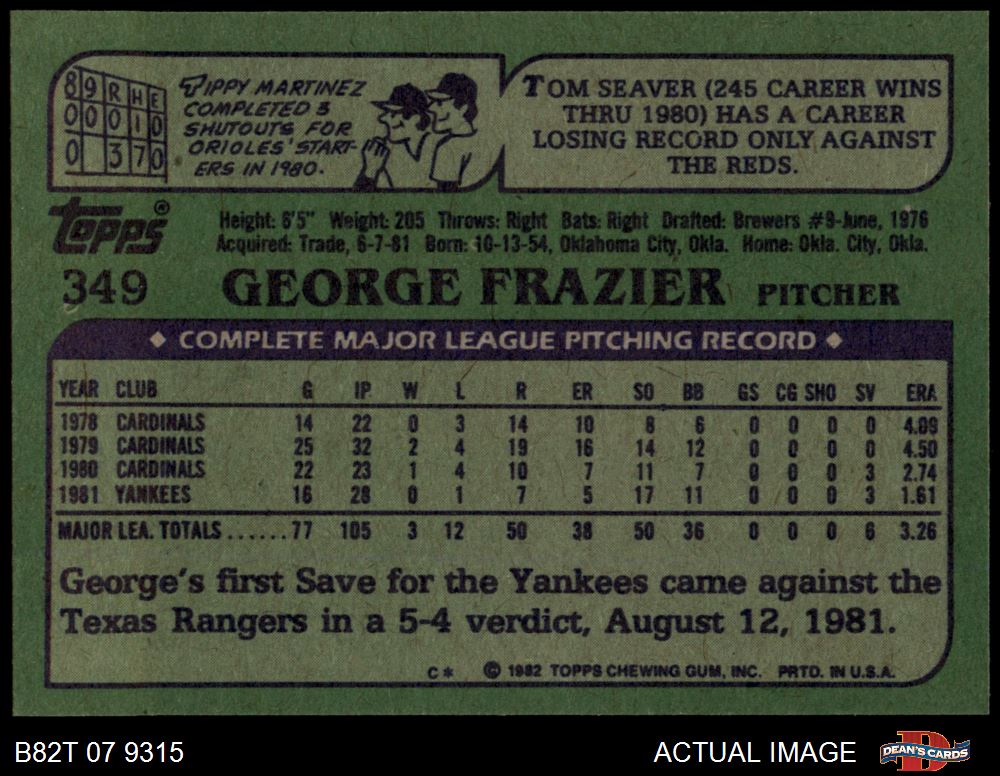 8 9 R H E
0 0 0 1 0
0 3 7 0
TIPPY MARTINEZ
COMPLETED 3
SHUTOUTS FOR
ORIOLES' START-
ERS IN 1980.
TOM SEAVER (245 CAREER WINS
THRU 1980) HAS A CAREER
LOSING RECORD ONLY AGAINST
THE REDS.
Topps®
Height: 6'5" Weight: 205 Throws: Right Bats: Right Drafted: Brewers #9-June, 1976
Acquired: Trade, 6-7-81 Born: 10-13-54, Oklahoma City, Okla. Home: Okla. City, Okla.
349 GEORGE FRAZIER PITCHER
◆ COMPLETE MAJOR LEAGUE PITCHING RECORD ◆
YEAR CLUB G IP W L R ER SO BB GS CG SHO SV ERA
1978 CARDINALS 14 22 0 3 14 10 8 6 0 0 0 0 4.09
1979 CARDINALS 25 32 2 4 19 16 14 12 0 0 0 0 4.50
1980 CARDINALS 22 23 1 4 10 7 11 7 0 0 0 3 2.74
1981 YANKEES 16 28 0 1 7 5 17 11 0 0 0 3 1.61
MAJOR LEA. TOTALS ......77 105 3 12 50 38 50 36 0 0 0 6 3.26
George's first Save for the Yankees came against the
Texas Rangers in a 5-4 verdict, August 12, 1981.
C* © 1982 TOPPS CHEWING GUM, INC. PRTD. IN U.S.A.
B82T 07 9315 ACTUAL IMAGE D DEAN'S CARDS